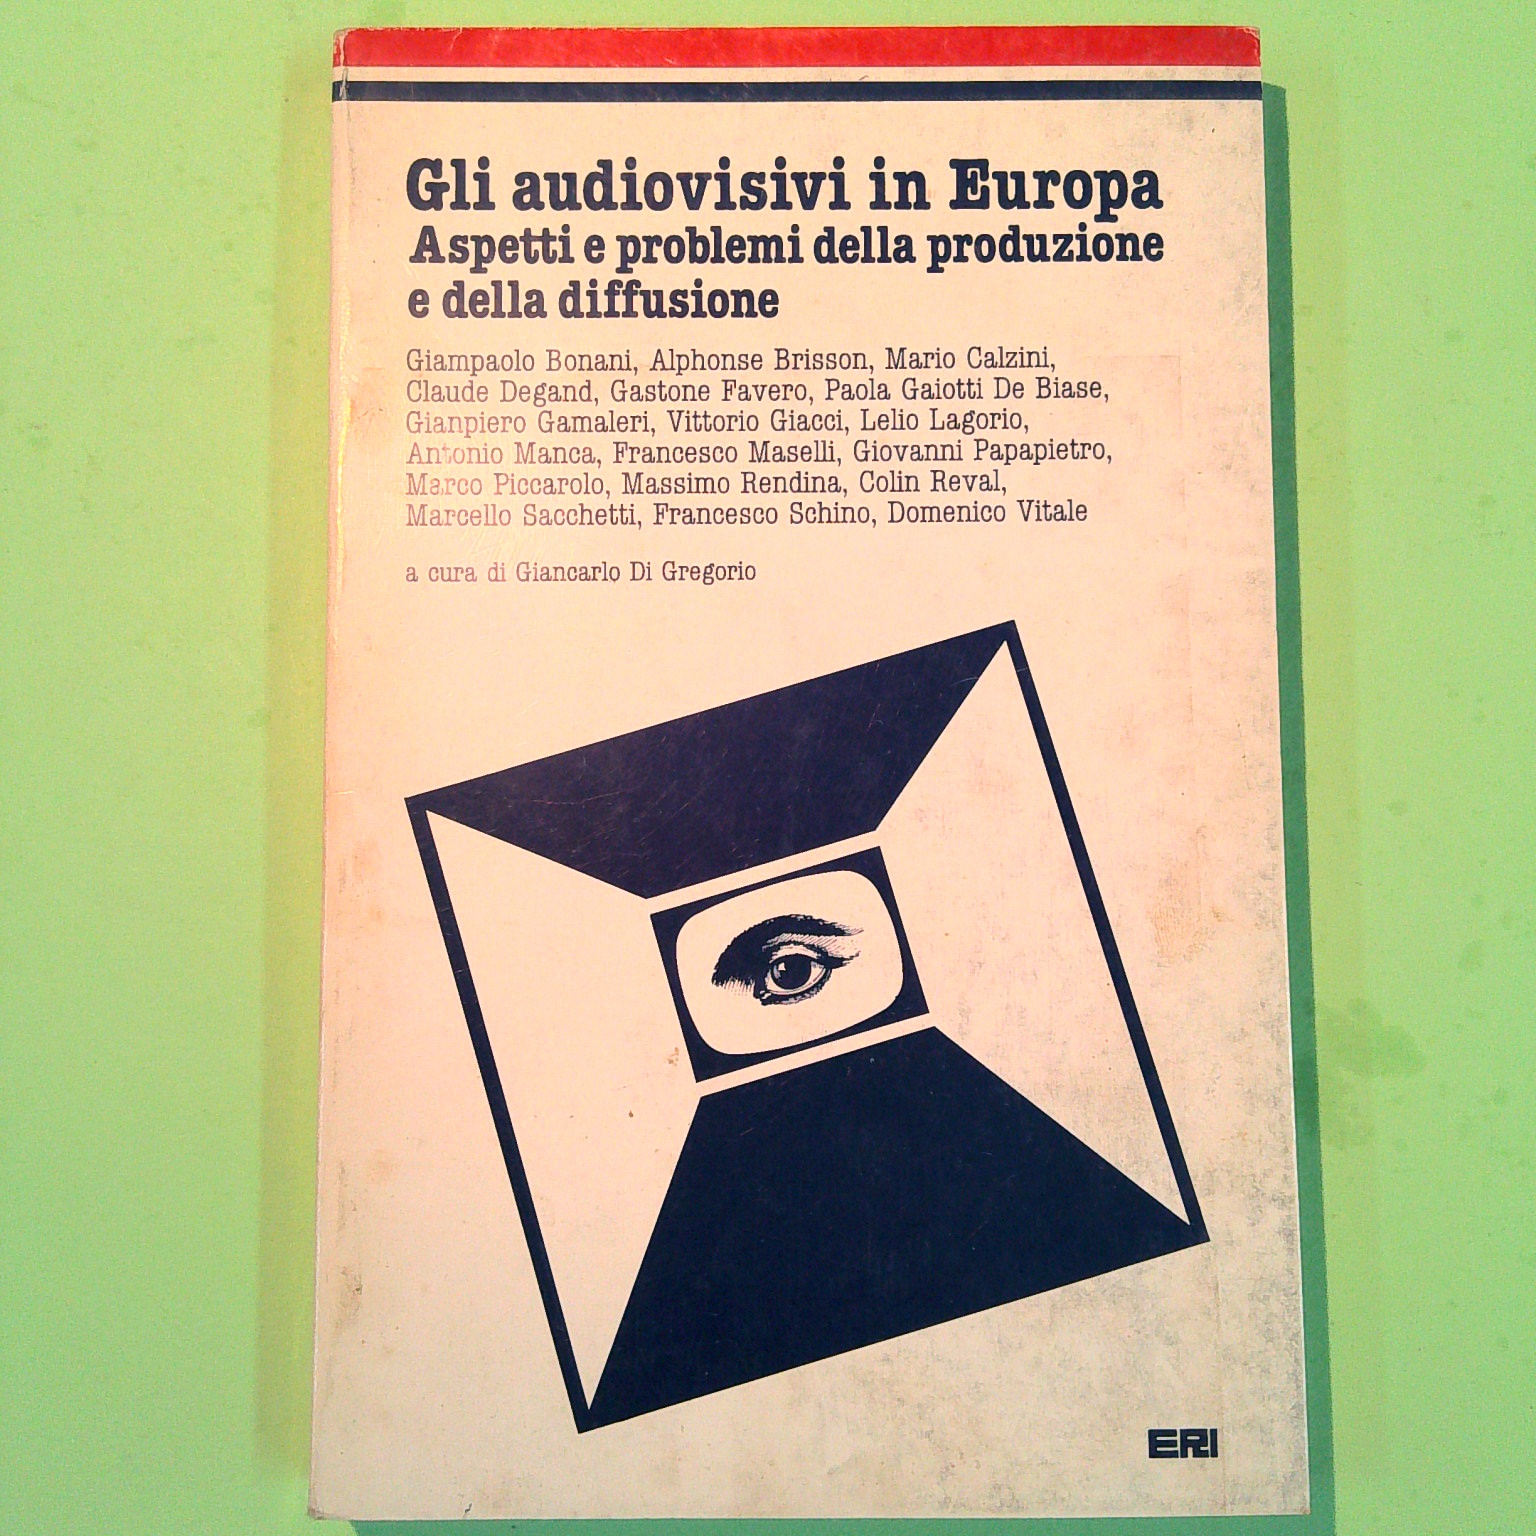 Gli audiovisivi in Europa
Aspetti e problemi della produzione
e della diffusione
Giampaolo Bonani, Alphonse Brisson, Mario Calzini,
Claude Degand, Gastone Favero, Paola Gaiotti De Biase,
Gianpiero Gamaleri, Vittorio Giacci, Lelio Lagorio,
Antonio Manca, Francesco Maselli, Giovanni Papapietro,
Marco Piccarolo, Massimo Rendina, Colin Reval,
Marcello Sacchetti, Francesco Schino, Domenico Vitale
a cura di Giancarlo Di Gregorio
ERI